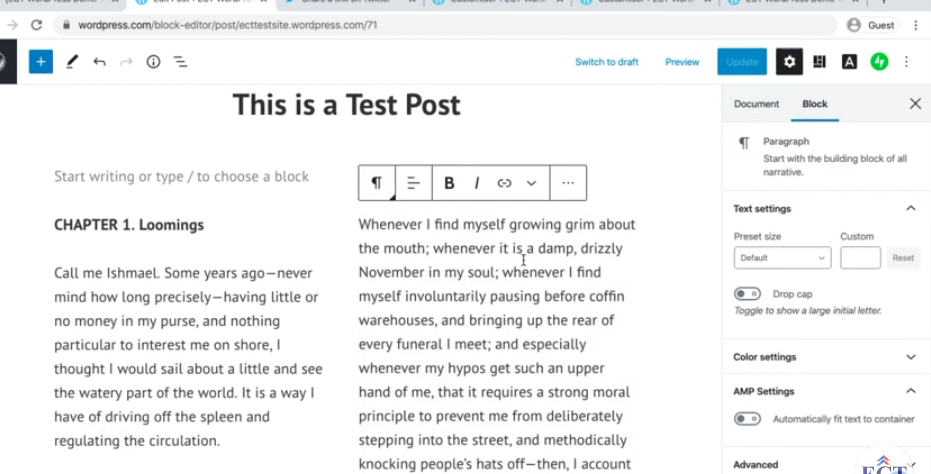 wordpress.com/block-editor/post/ecttestsite.wordpress.com/71
Guest
Switch to draft
Preview
Update
This is a Test Post
Start writing or type / to choose a block
B I
CHAPTER 1. Loomings
Call me Ishmael. Some years ago—never
mind how long precisely—having little or
no money in my purse, and nothing
particular to interest me on shore, I
thought I would sail about a little and see
the watery part of the world. It is a way I
have of driving off the spleen and
regulating the circulation.
Whenever I find myself growing grim about
the mouth; whenever it is a damp, drizzly
November in my soul; whenever I find
myself involuntarily pausing before coffin
warehouses, and bringing up the rear of
every funeral I meet; and especially
whenever my hypos get such an upper
hand of me, that it requires a strong moral
principle to prevent me from deliberately
stepping into the street, and methodically
knocking people's hats off—then, I account
Document
Block
Paragraph
Start with the building block of all
narrative.
Text settings
Preset size
Custom
Default
Reset
Drop cap
Toggle to show a large initial letter.
Color settings
AMP Settings
Automatically fit text to container
Advanced
ECT